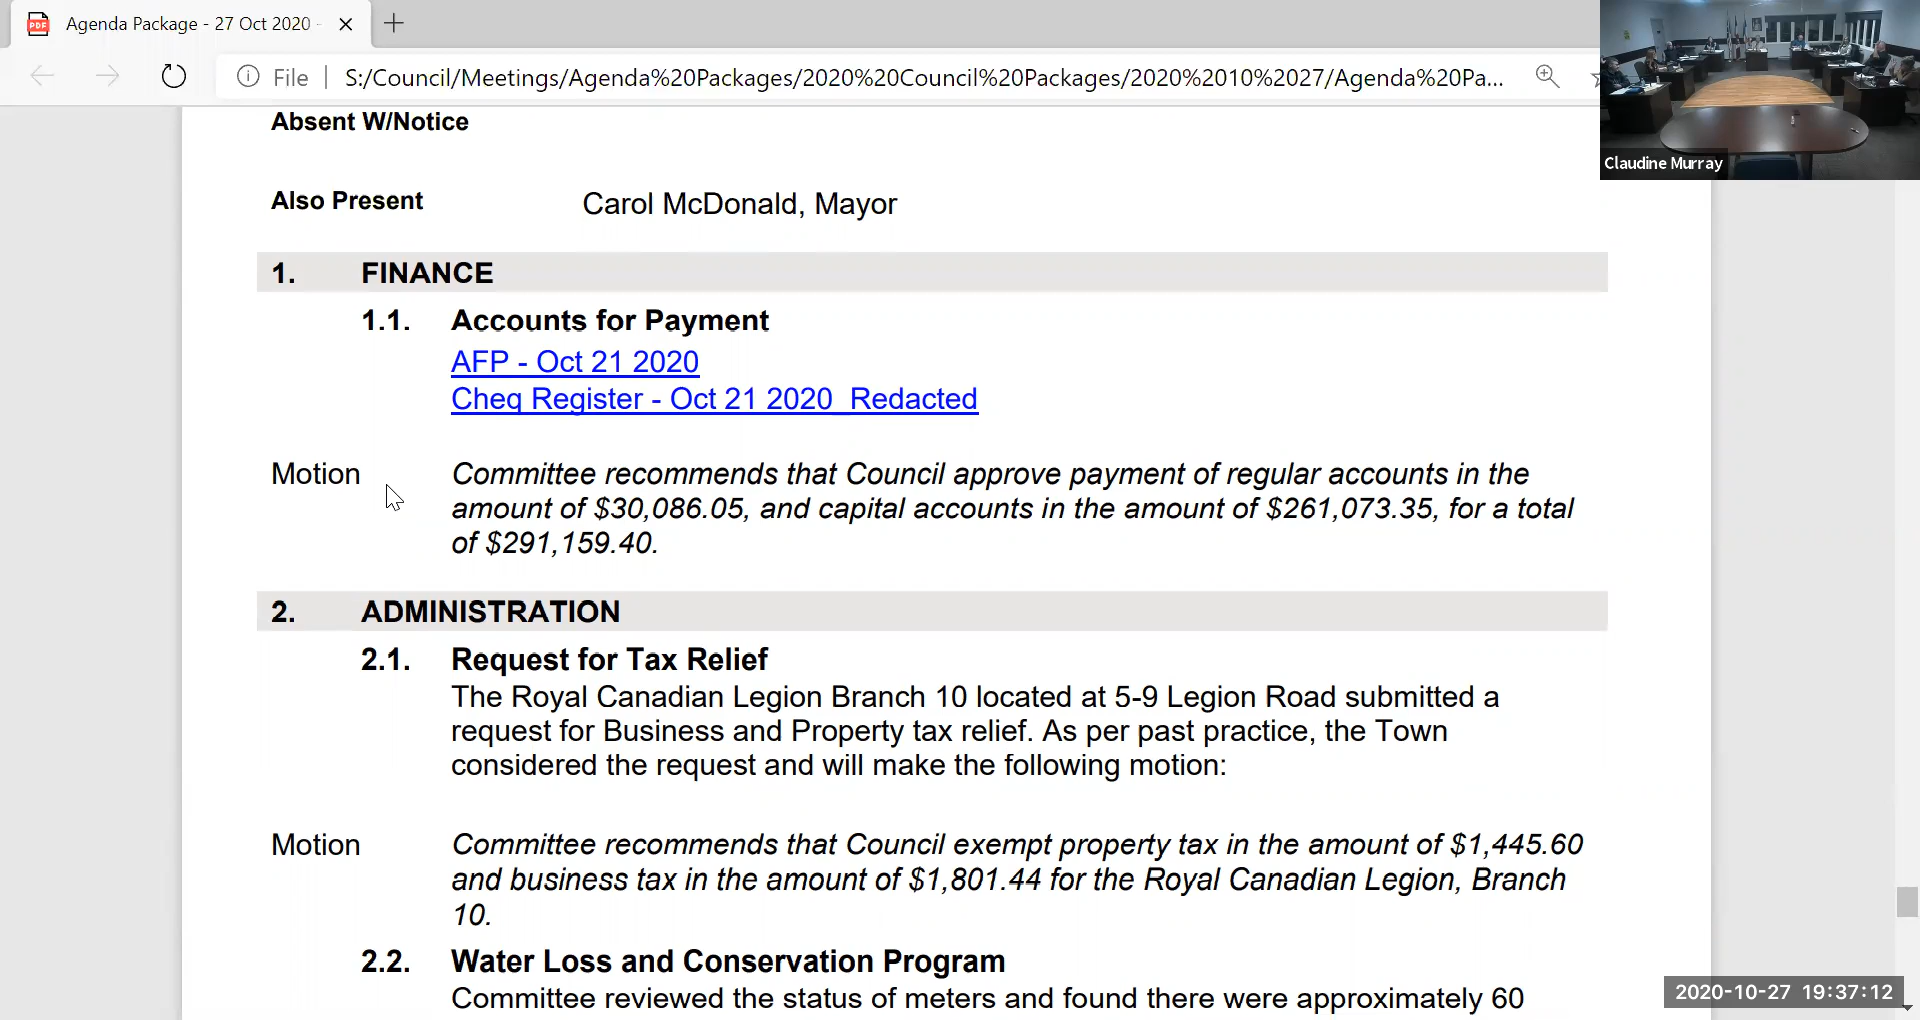 Agenda Package - 27 Oct 2020
File | S:/Council/Meetings/Agenda%20Packages/2020%20Council%20Packages/2020%2010%2027/Agenda%20Pa...
Claudine Murray
Absent W/Notice
Also Present Carol McDonald, Mayor
1. FINANCE
1.1. Accounts for Payment
AFP - Oct 21 2020
Cheq Register - Oct 21 2020_Redacted
Motion Committee recommends that Council approve payment of regular accounts in the
amount of $30,086.05, and capital accounts in the amount of $261,073.35, for a total
of $291,159.40.
2. ADMINISTRATION
2.1. Request for Tax Relief
The Royal Canadian Legion Branch 10 located at 5-9 Legion Road submitted a
request for Business and Property tax relief. As per past practice, the Town
considered the request and will make the following motion:
Motion Committee recommends that Council exempt property tax in the amount of $1,445.60
and business tax in the amount of $1,801.44 for the Royal Canadian Legion, Branch
10.
2.2. Water Loss and Conservation Program
Committee reviewed the status of meters and found there were approximately 60
2020-10-27 19:37:12